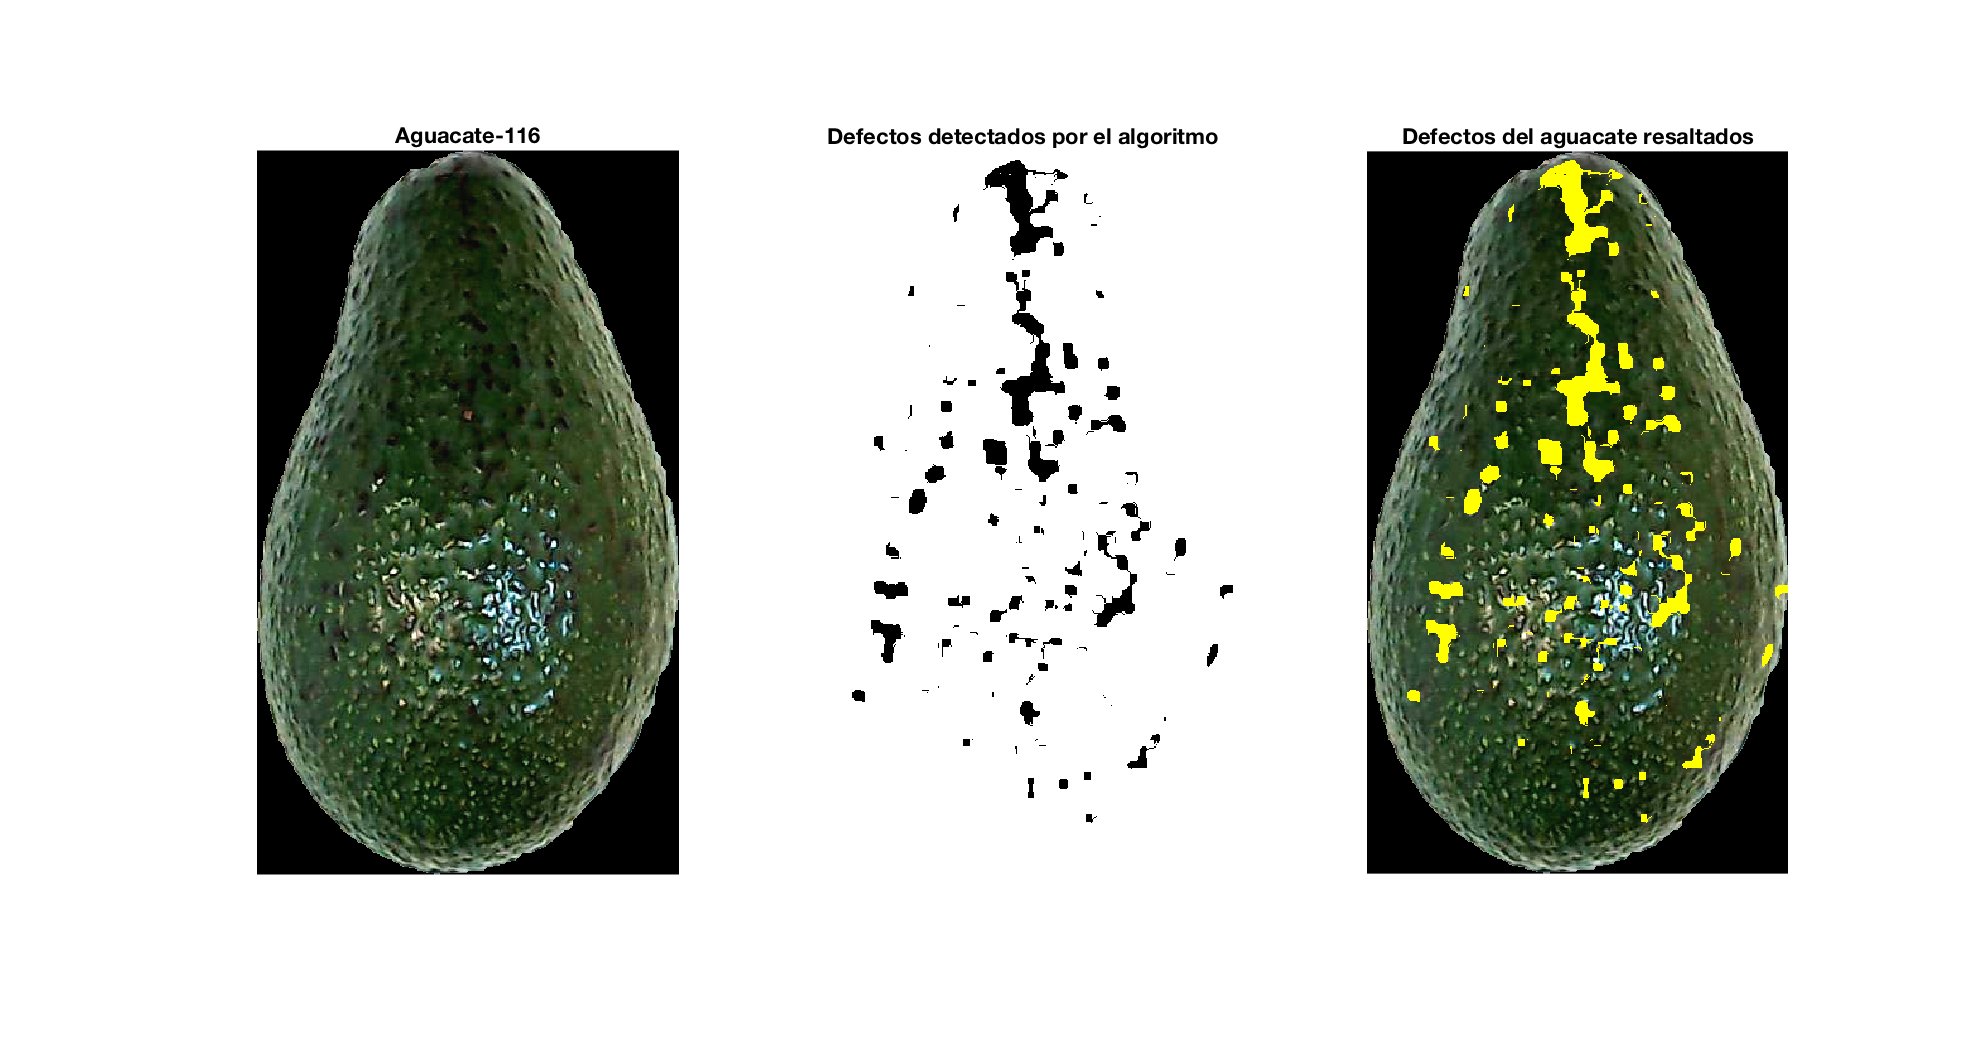 Aguacate-116
Defectos detectados por el algoritmo
Defectos del aguacate resaltados